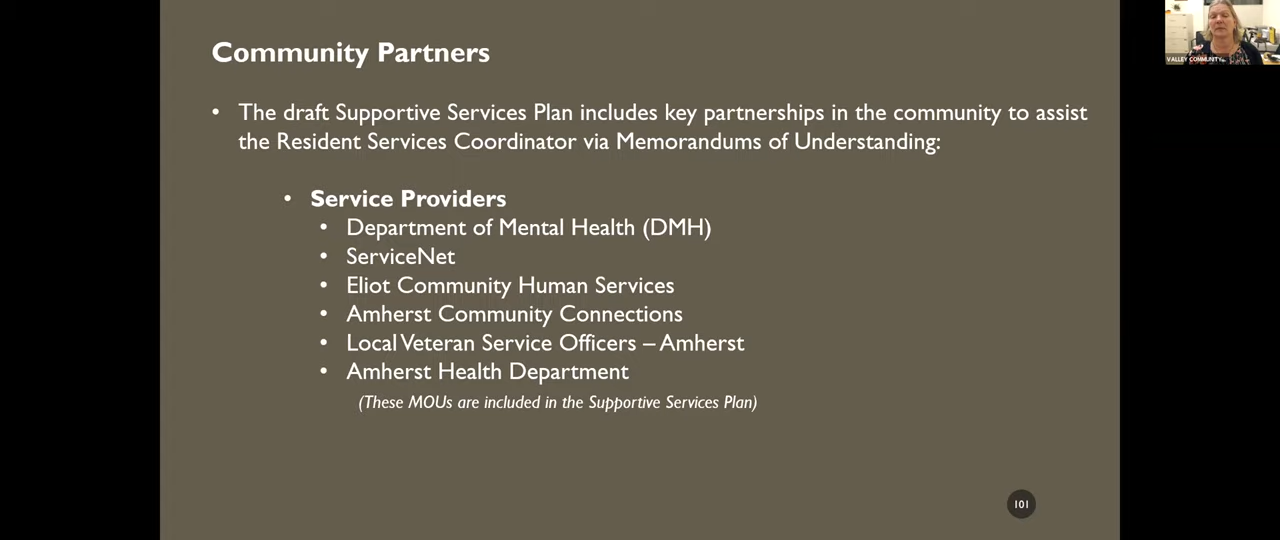 Community Partners
• The draft Supportive Services Plan includes key partnerships in the community to assist
the Resident Services Coordinator via Memorandums of Understanding:
• Service Providers
• Department of Mental Health (DMH)
• ServiceNet
• Eliot Community Human Services
• Amherst Community Connections
• Local Veteran Service Officers – Amherst
• Amherst Health Department
(These MOUs are included in the Supportive Services Plan)
101
VALLEY COMMUNITY